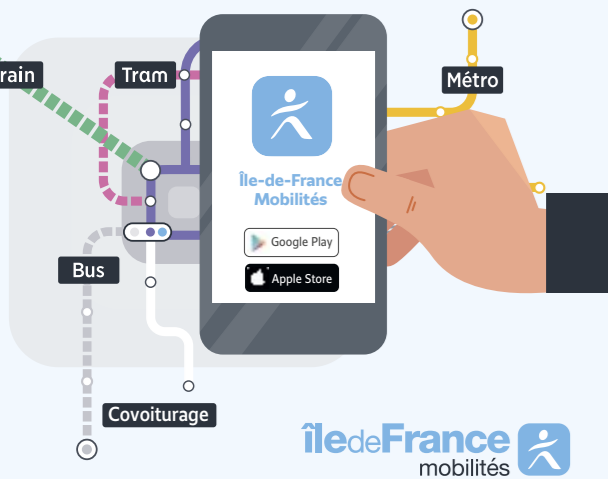 rain
Tram
Métro
Île-de-France
Mobilités
Google Play
Apple Store
Bus
Covoiturage
îledeFrance
mobilités